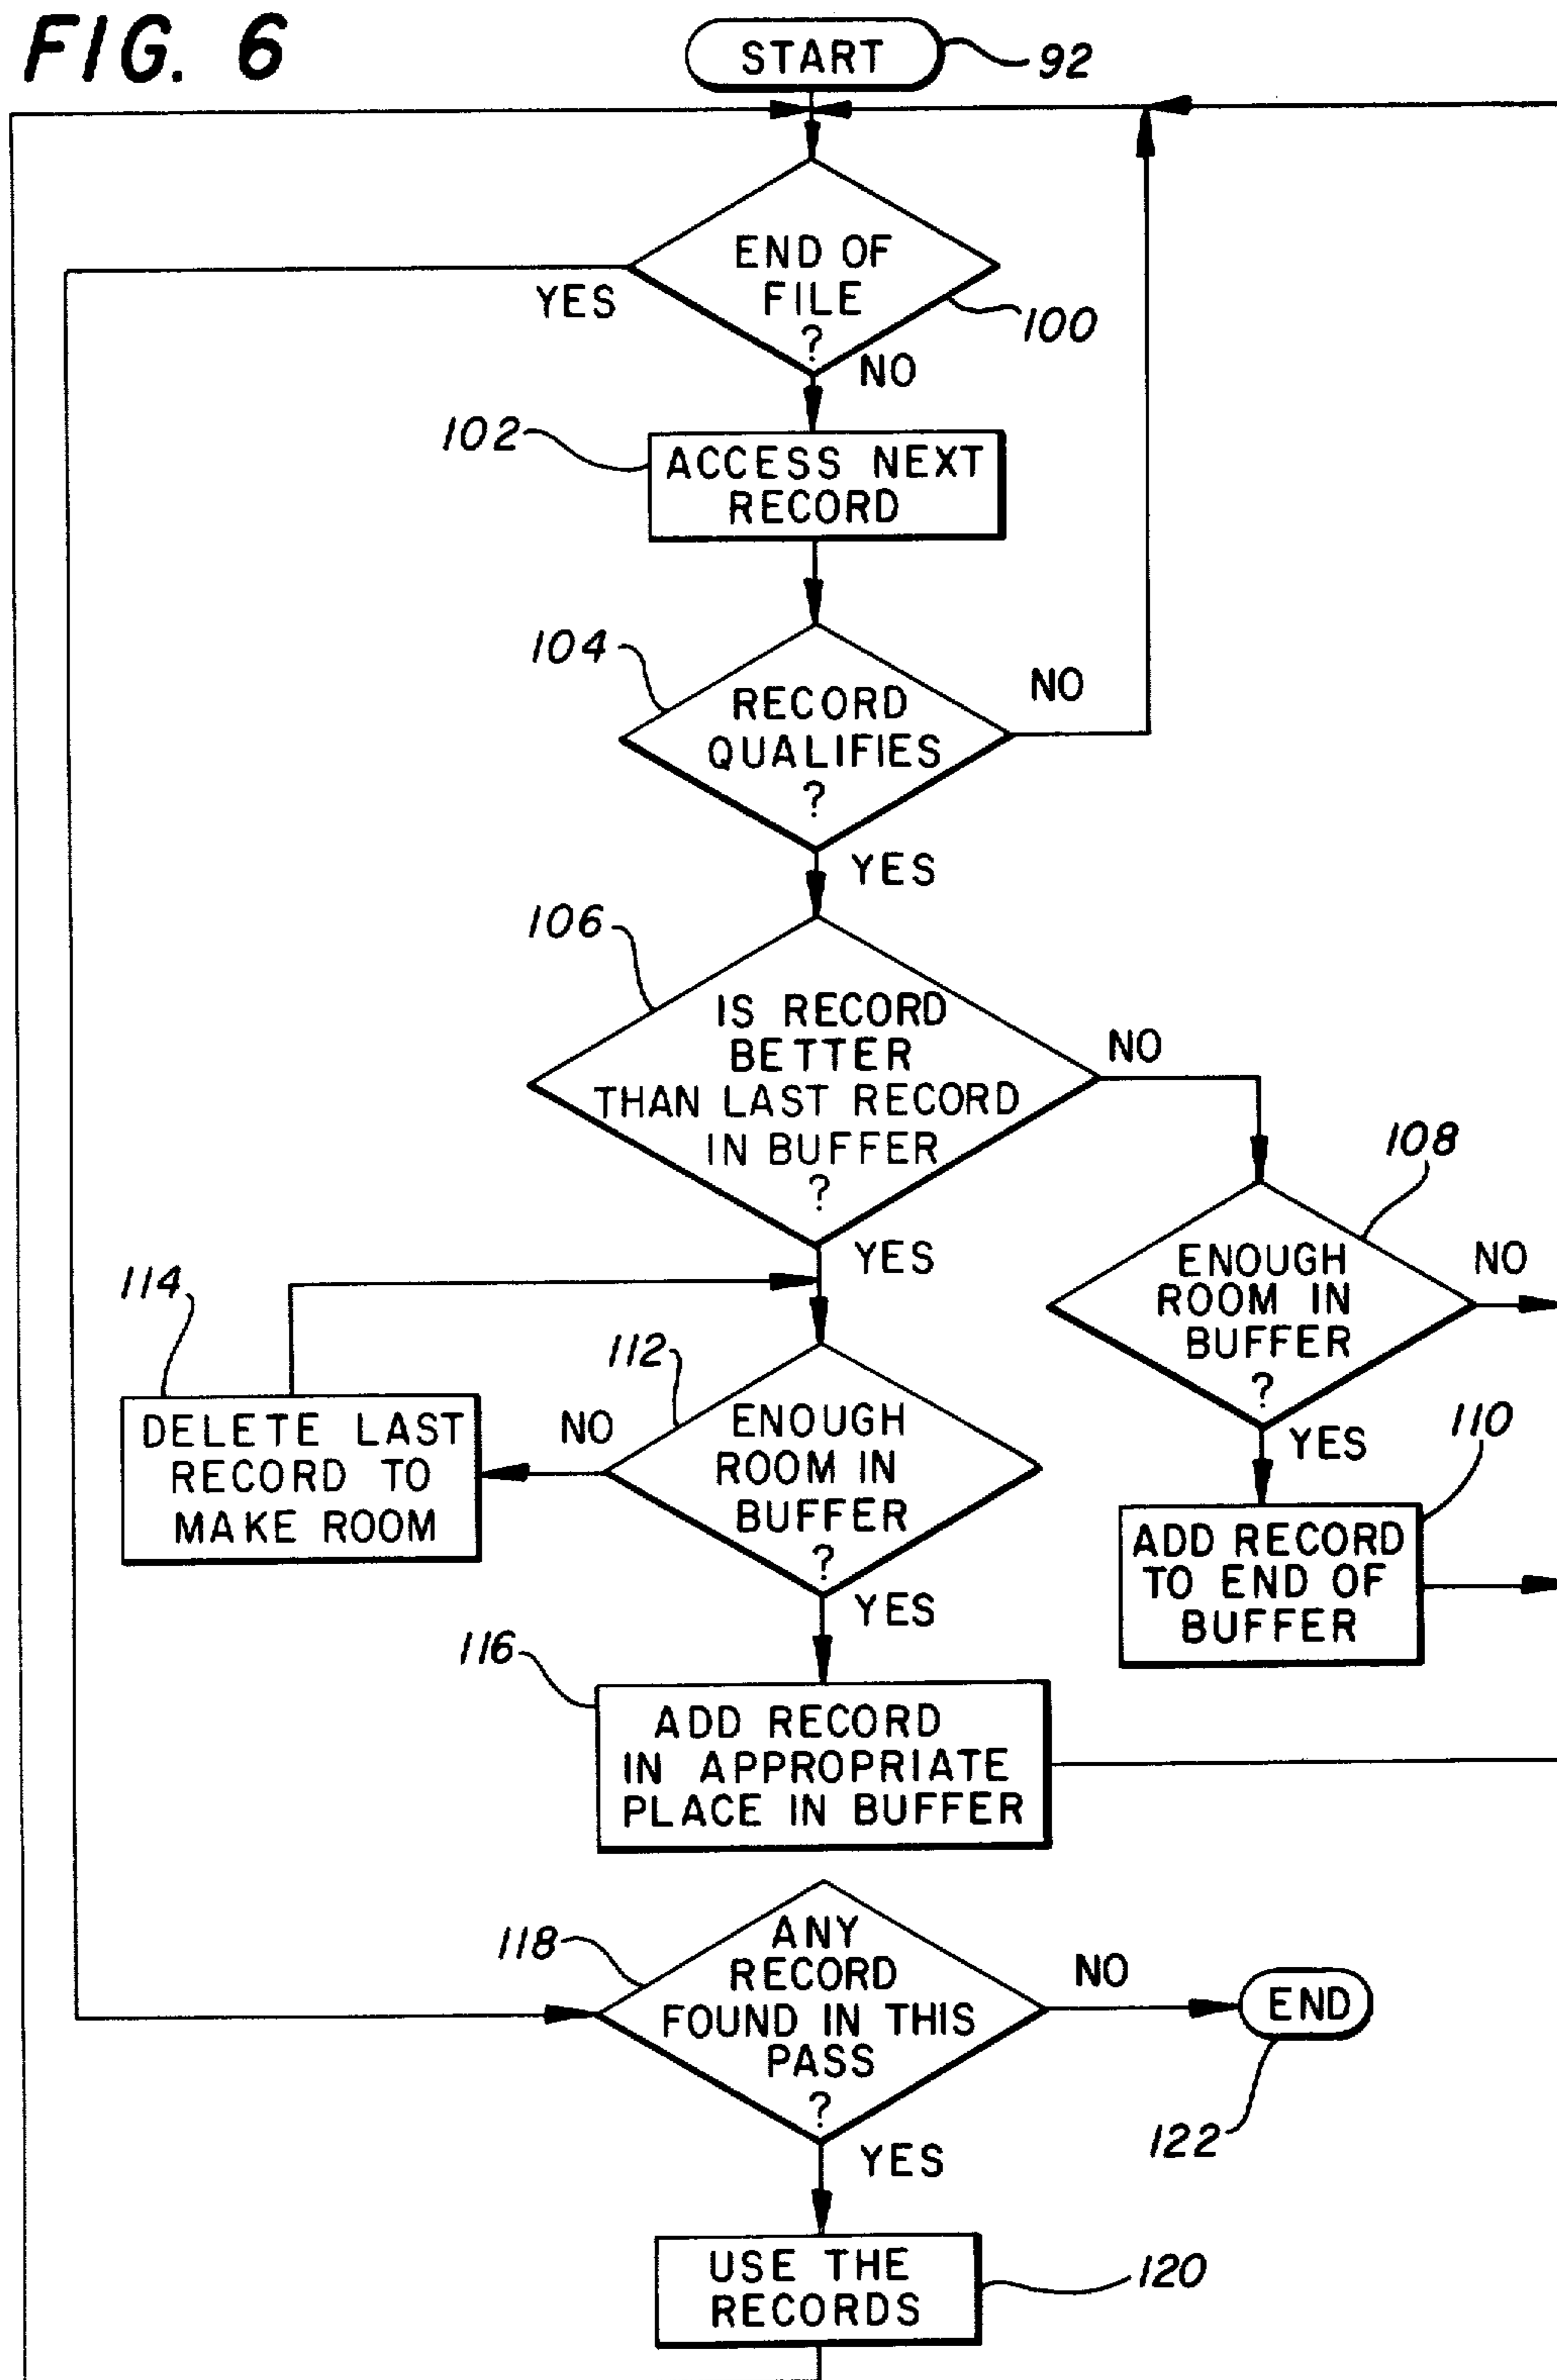 FIG. 6
START
92
END OF
FILE
?
YES
100
NO
102
ACCESS NEXT
RECORD
104
RECORD
QUALIFIES
?
NO
YES
106
IS RECORD
BETTER
THAN LAST RECORD
IN BUFFER
?
NO
YES
108
ENOUGH
ROOM IN
BUFFER
?
NO
YES
110
ADD RECORD
TO END OF
BUFFER
114
DELETE LAST
RECORD TO
MAKE ROOM
112
NO
ENOUGH
ROOM IN
BUFFER
?
YES
116
ADD RECORD
IN APPROPRIATE
PLACE IN BUFFER
118
ANY
RECORD
FOUND IN THIS
PASS
?
NO
END
122
YES
USE THE
RECORDS
120